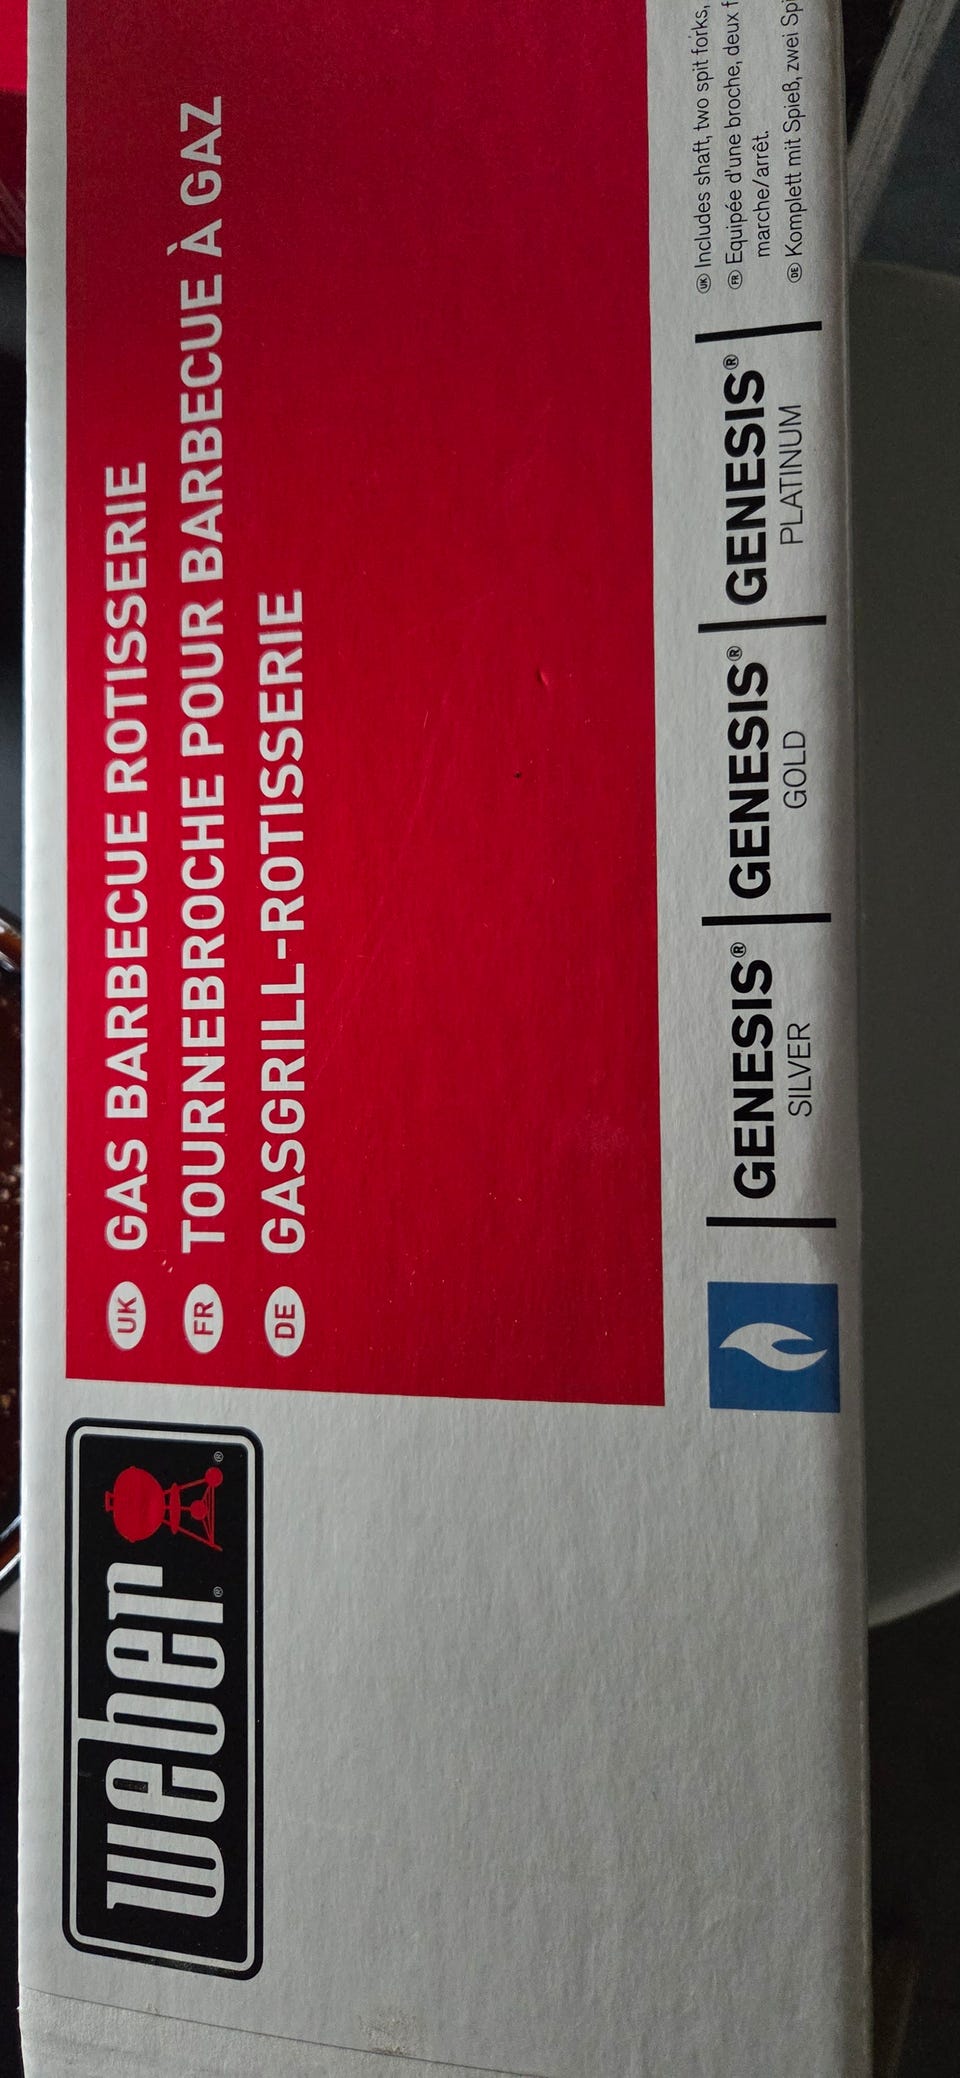 weber®
UK GAS BARBECUE ROTISSERIE
FR TOURNEBROCHE POUR BARBECUE À GAZ
DE GASGRILL-ROTISSERIE
GENESIS® SILVER
GENESIS® GOLD
GENESIS® PLATINUM
UK Includes shaft, two spit forks,
FR Equipée d'une broche, deux
marche/arrêt.
DE Komplett mit Spieß, zwei